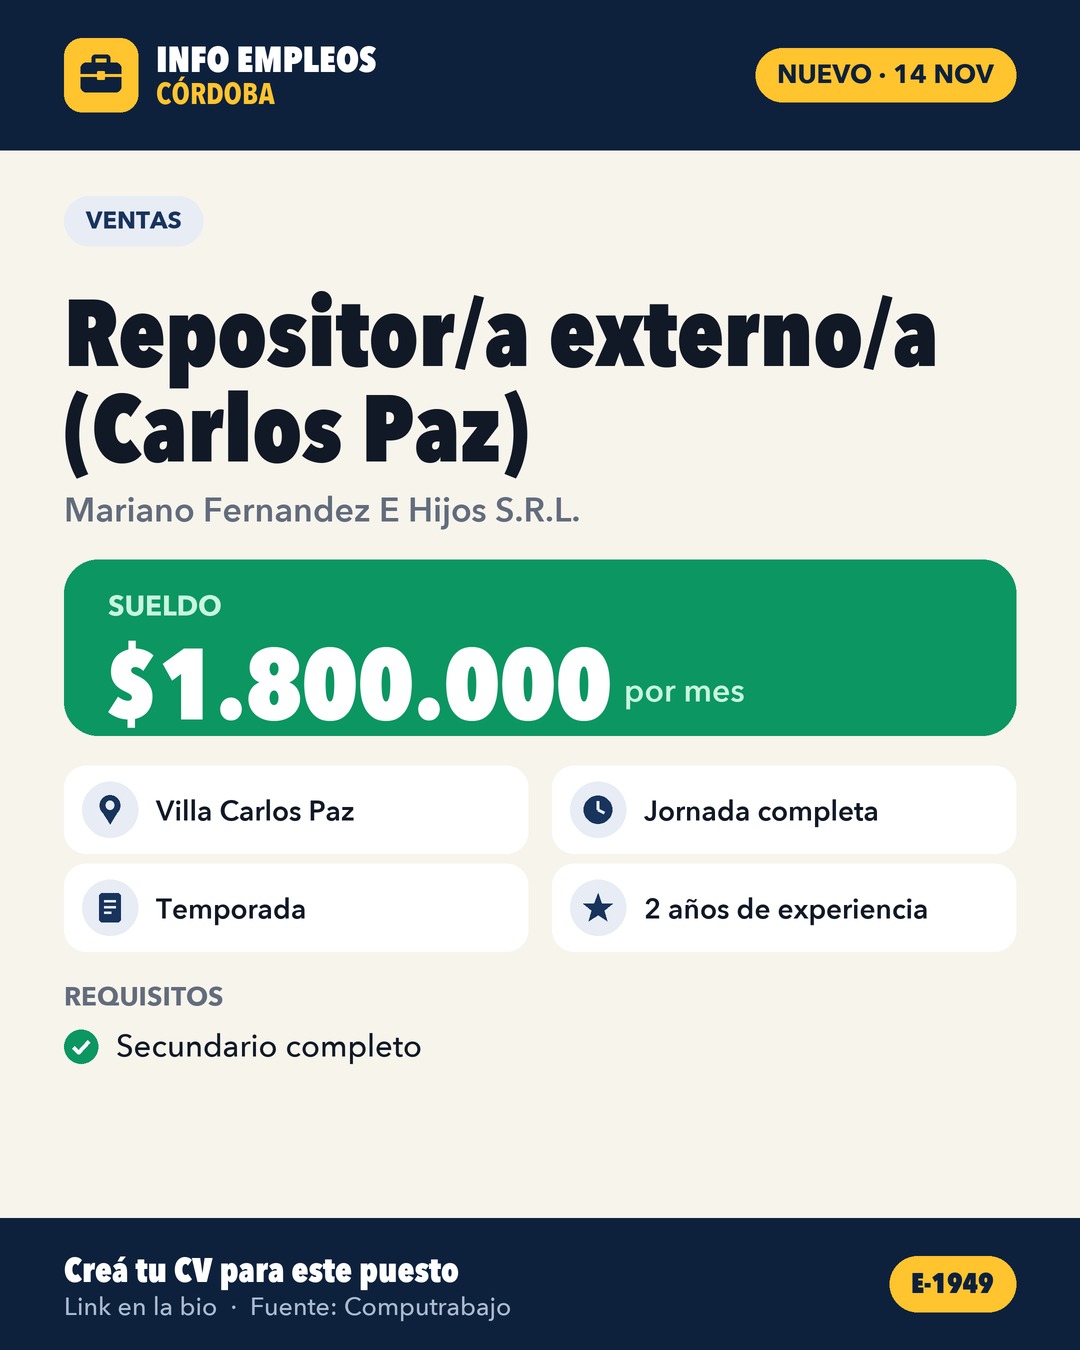 INFO EMPLEOS
CÓRDOBA
NUEVO · 14 NOV
VENTAS
Repositor/a externo/a
(Carlos Paz)
Mariano Fernandez E Hijos S.R.L.
SUELDO
$1.800.000 por mes
Villa Carlos Paz
Jornada completa
Temporada
2 años de experiencia
REQUISITOS
Secundario completo
Creá tu CV para este puesto
Link en la bio · Fuente: Computrabajo
E-1949